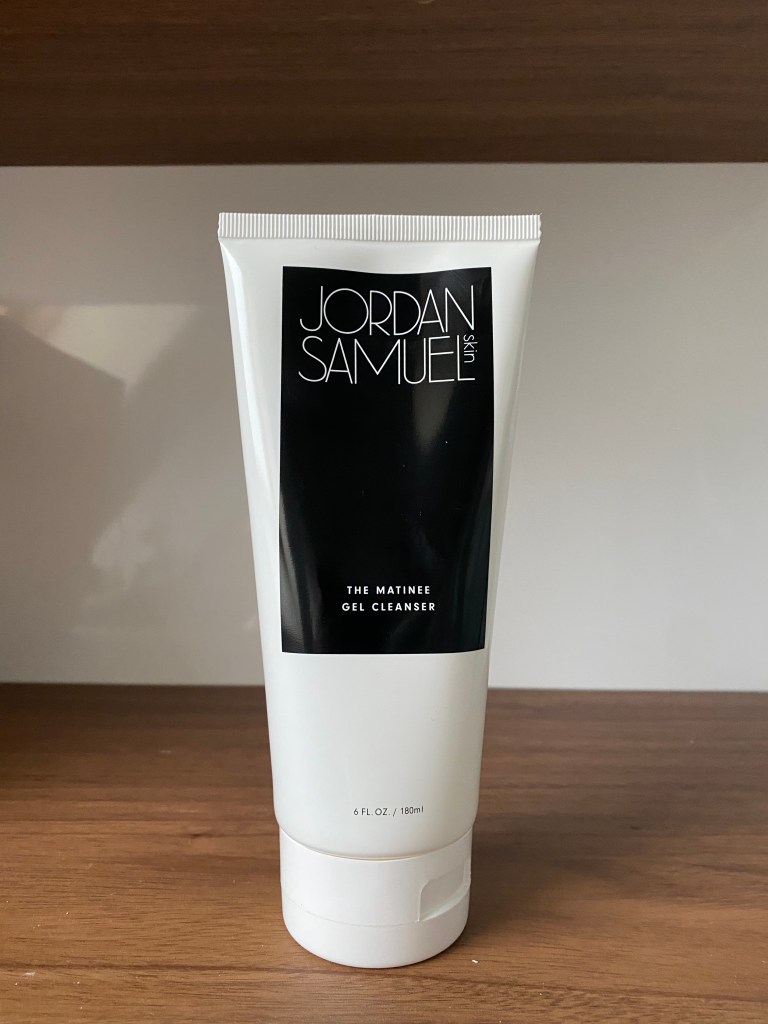 JORDAN
SAMUEL skin
THE MATINEE
GEL CLEANSER
6 FL. OZ. / 180ml